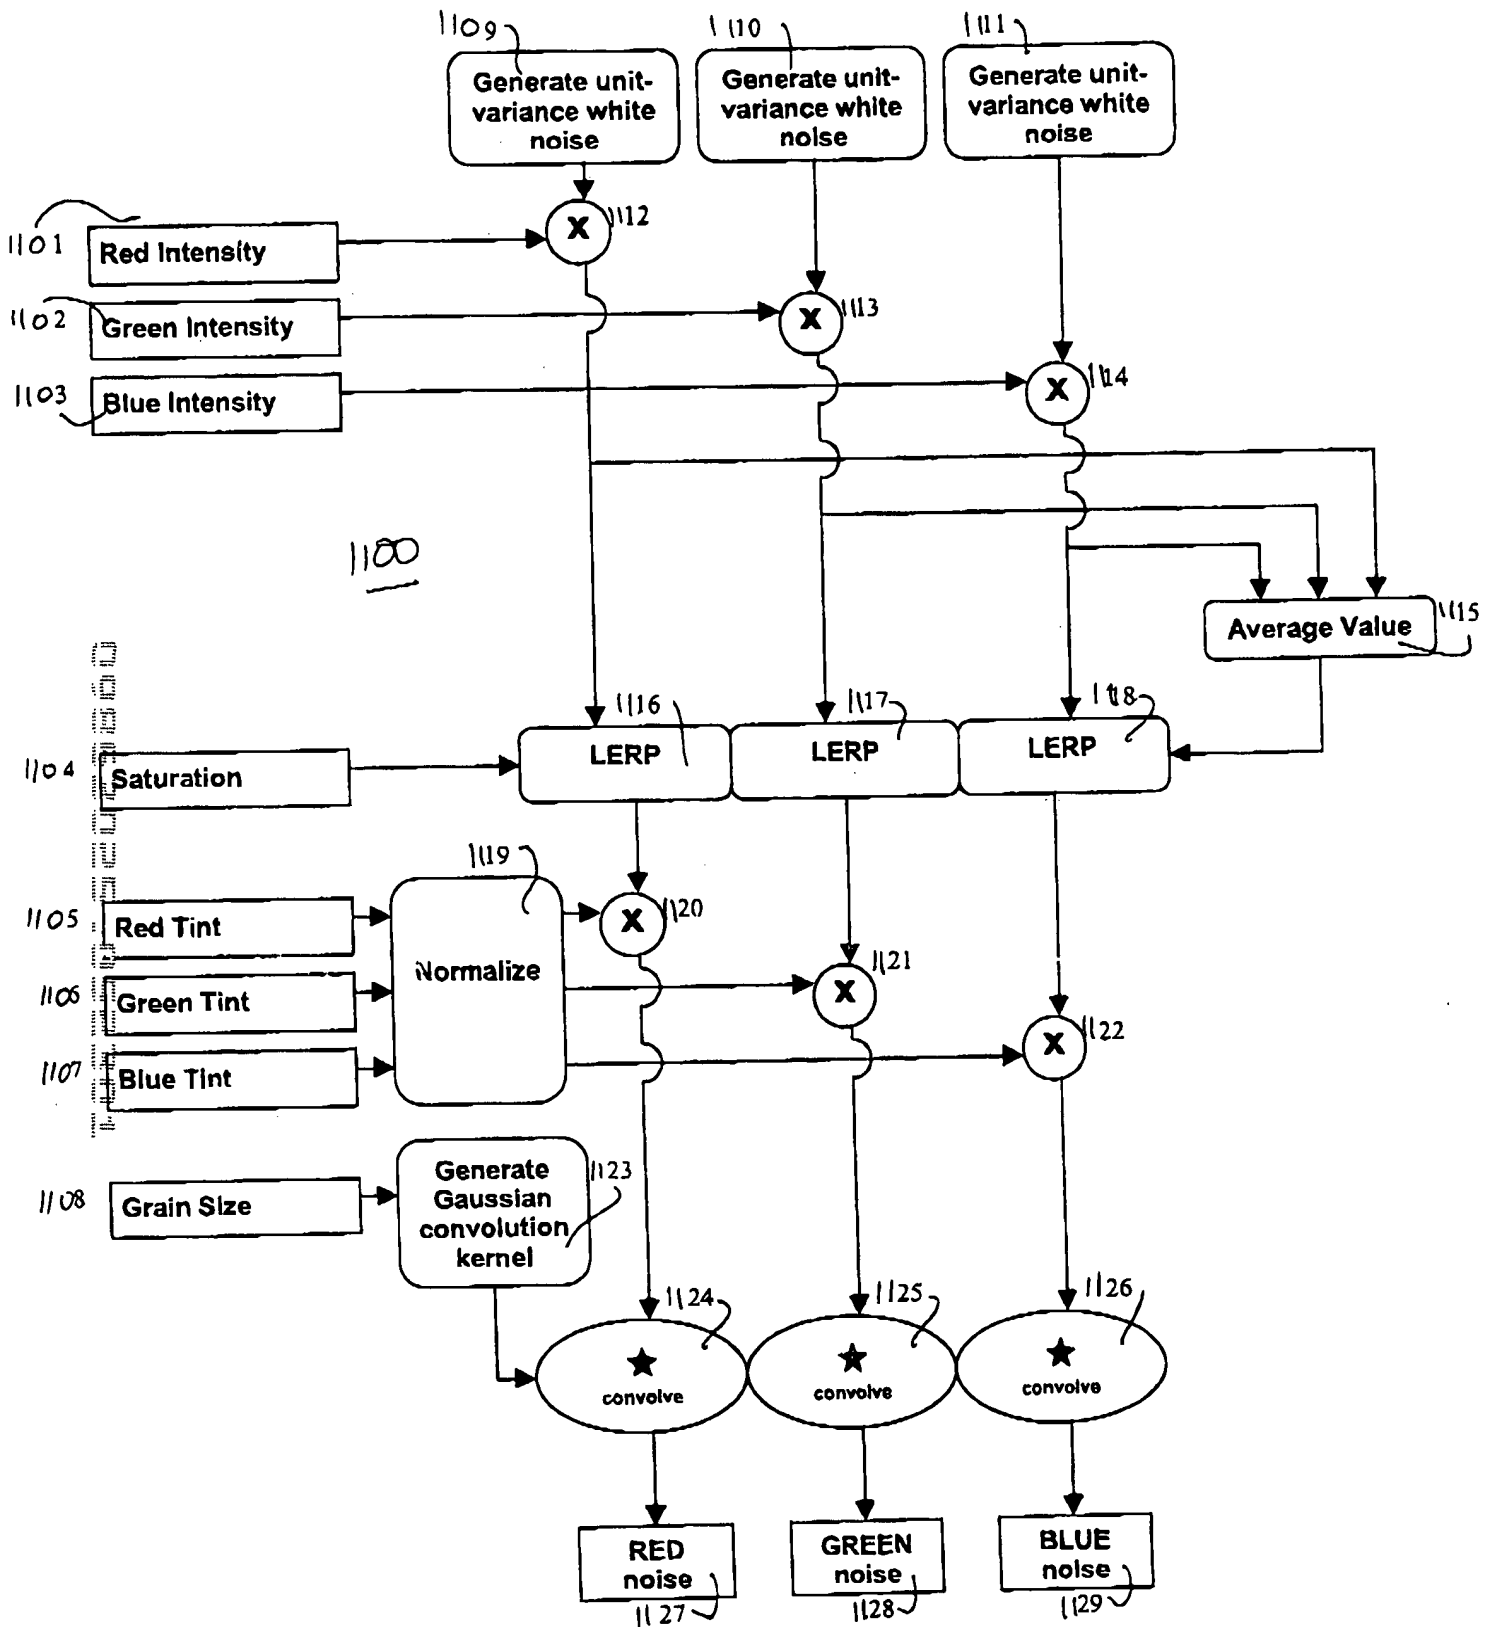 1109
1110
1111
Generate unit-
variance white
noise
Generate unit-
variance white
noise
Generate unit-
variance white
noise
X
1112
1101
Red Intensity
X
1113
1102
Green Intensity
X
1114
1103
Blue Intensity
1100
Average Value
1115
1116
1117
1118
LERP
LERP
LERP
1104
Saturation
1119
1105
Red Tint
X
1120
Normalize
1106
Green Tint
X
1121
1107
Blue Tint
X
1122
1108
Grain Size
Generate
Gaussian
convolution
kernel
1123
1124
1125
1126
convolve
convolve
convolve
RED
noise
GREEN
noise
BLUE
noise
1127
1128
1129